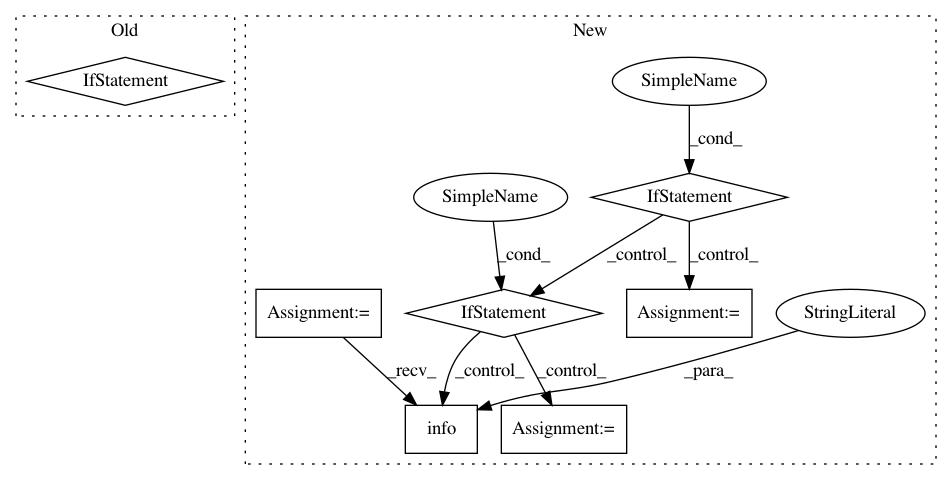 Old
New
IfStatement
SimpleName
_cond_
SimpleName
IfStatement
_cond_
_control_
_control_
Assignment:=
IfStatement
Assignment:=
StringLiteral
_recv_
_control_
_control_
_para_
info
Assignment:=